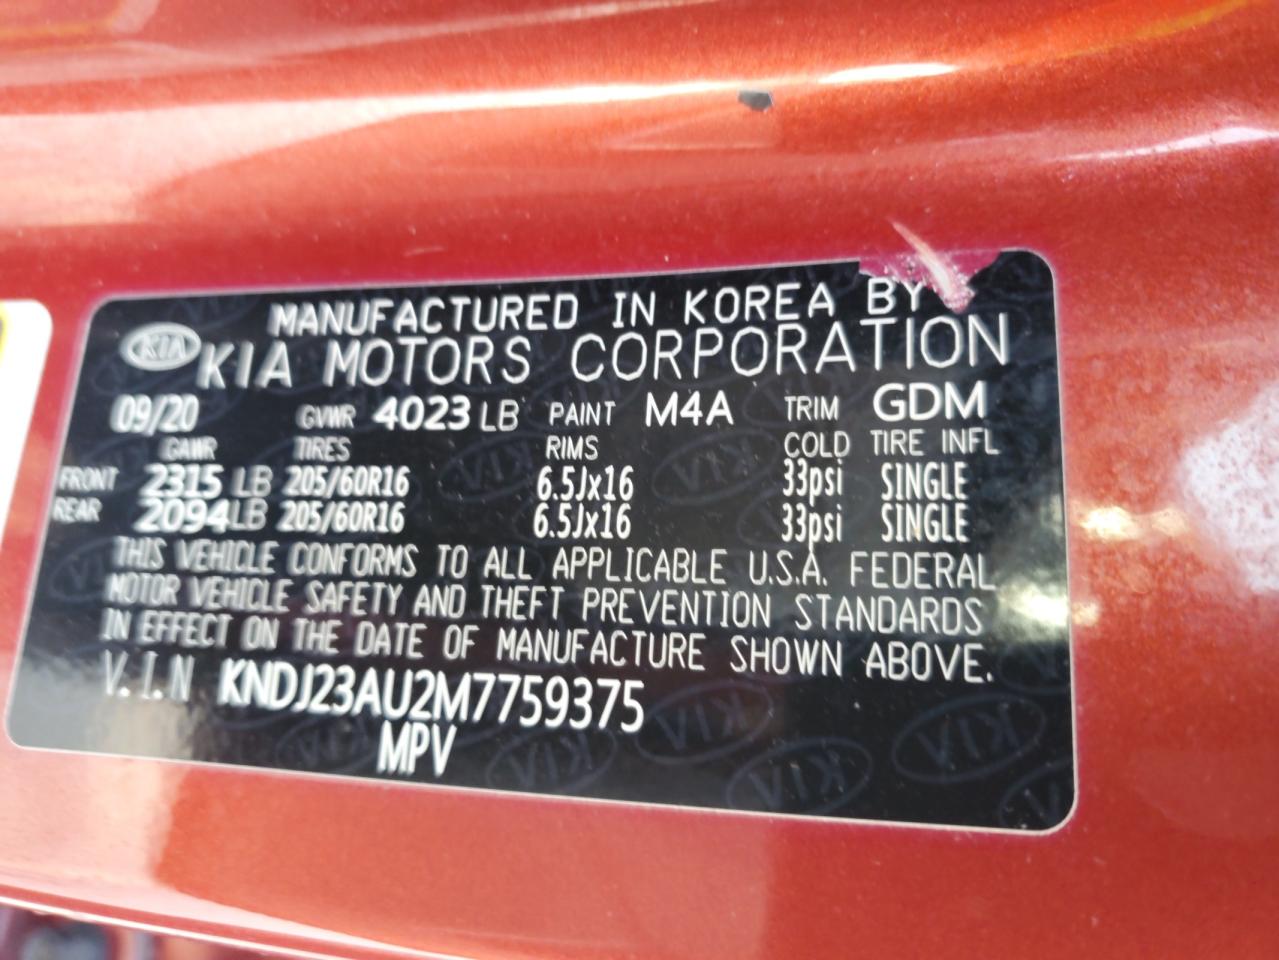 MANUFACTURED IN KOREA BY
KIA KIA MOTORS CORPORATION
09/20 GVWR 4023 LB PAINT M4A TRIM GDM
GAWR TIRES RIMS COLD TIRE INFL
FRONT 2315 LB 205/60R16 6.5Jx16 33psi SINGLE
REAR 2094LB 205/60R16 6.5Jx16 33psi SINGLE
THIS VEHICLE CONFORMS TO ALL APPLICABLE U.S.A. FEDERAL
MOTOR VEHICLE SAFETY AND THEFT PREVENTION STANDARDS
IN EFFECT ON THE DATE OF MANUFACTURE SHOWN ABOVE.
V.I.N KNDJ23AU2M7759375
MPV